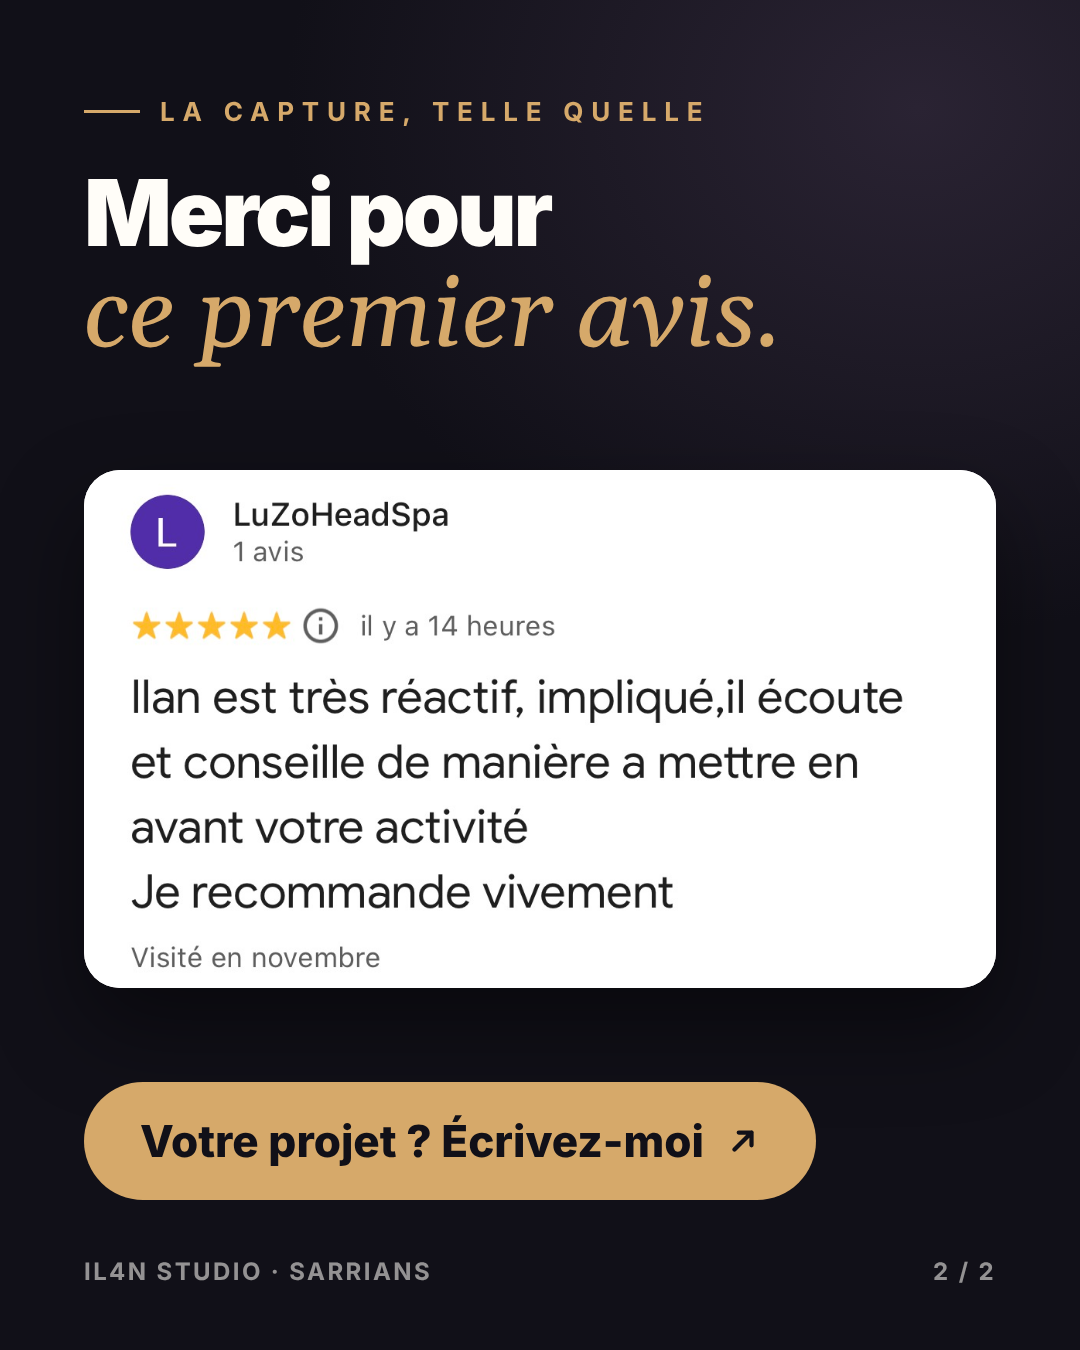 LA CAPTURE, TELLE QUELLE
Merci pour
ce premier avis.
L
LuZoHeadSpa
1 avis
★★★★★ il y a 14 heures
Ilan est très réactif, impliqué,il écoute
et conseille de manière a mettre en
avant votre activité
Je recommande vivement
Visité en novembre
Votre projet ? Écrivez-moi ↗
IL4N STUDIO · SARRIANS
2 / 2